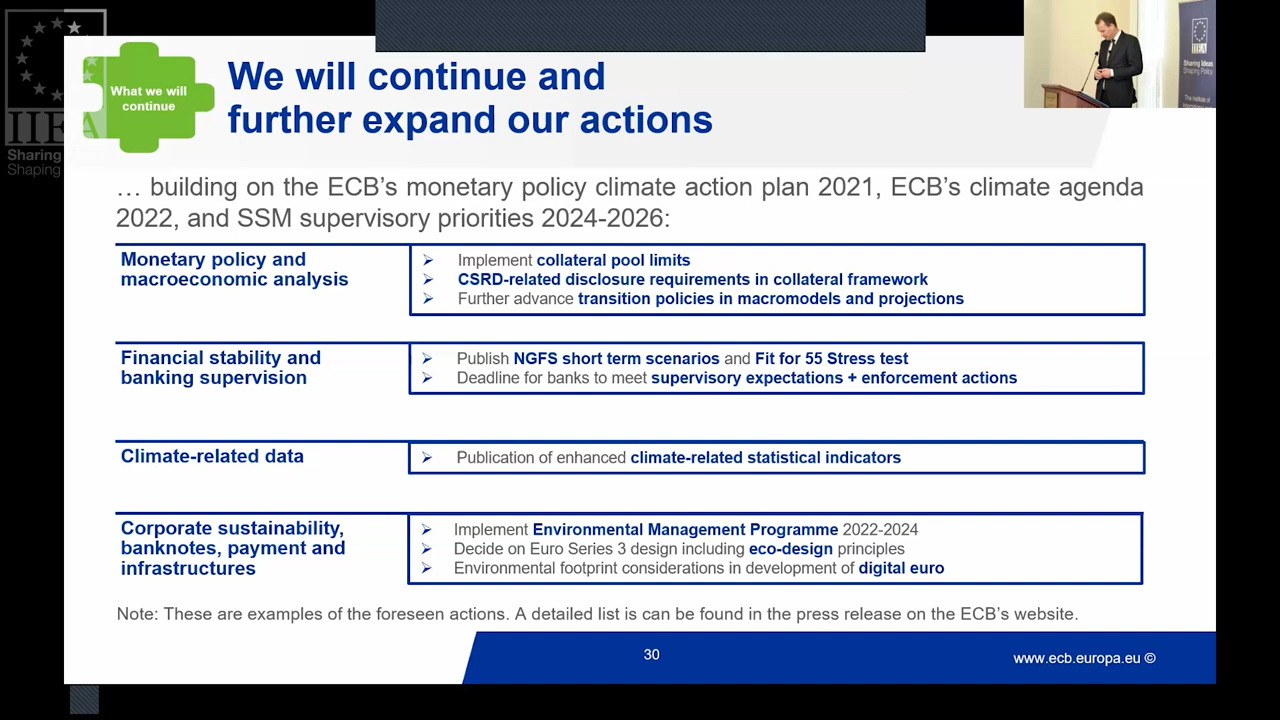 IIEA
Sharing Ideas
Shaping
What we will
continue
We will continue and
further expand our actions
IIEA
Sharing Ideas
Shaping Policy
… building on the ECB's monetary policy climate action plan 2021, ECB's climate agenda
2022, and SSM supervisory priorities 2024-2026:
Monetary policy and
macroeconomic analysis
Implement collateral pool limits
CSRD-related disclosure requirements in collateral framework
Further advance transition policies in macromodels and projections
Financial stability and
banking supervision
Publish NGFS short term scenarios and Fit for 55 Stress test
Deadline for banks to meet supervisory expectations + enforcement actions
Climate-related data
Publication of enhanced climate-related statistical indicators
Corporate sustainability,
banknotes, payment and
infrastructures
Implement Environmental Management Programme 2022-2024
Decide on Euro Series 3 design including eco-design principles
Environmental footprint considerations in development of digital euro
Note: These are examples of the foreseen actions. A detailed list is can be found in the press release on the ECB's website.
30
www.ecb.europa.eu ©